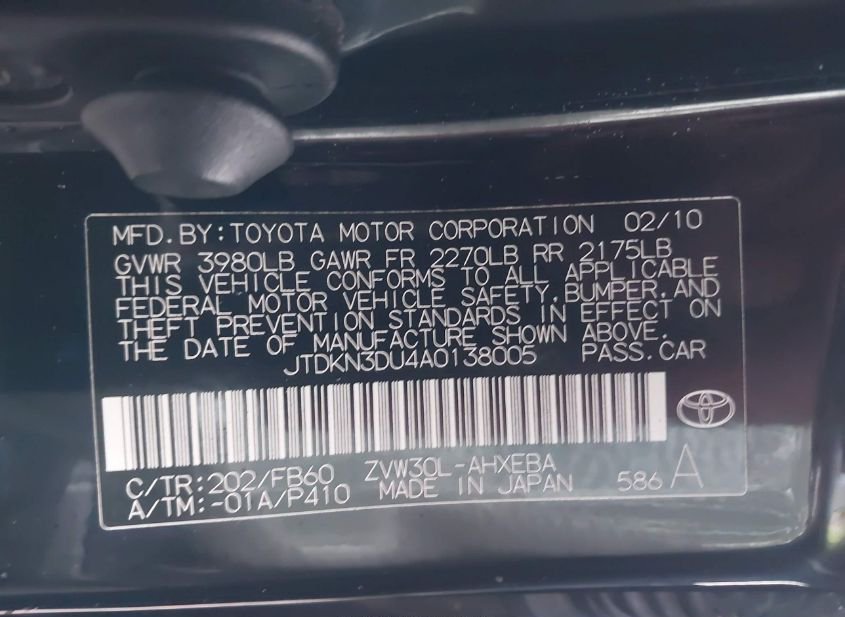 MFD. BY: TOYOTA MOTOR CORPORATION 02/10
GVWR 3980LB GAWR FR 2270LB RR 2175LB
THIS VEHICLE CONFORMS TO ALL APPLICABLE
FEDERAL MOTOR VEHICLE SAFETY, BUMPER, AND
THEFT PREVENTION STANDARDS IN EFFECT ON
THE DATE OF MANUFACTURE SHOWN ABOVE.
JTDKN3DU4A0138005 PASS. CAR
C/TR: 202/FB60 ZVW30L-AHXEBA
A/TM: -01A/P410 MADE IN JAPAN 586 A